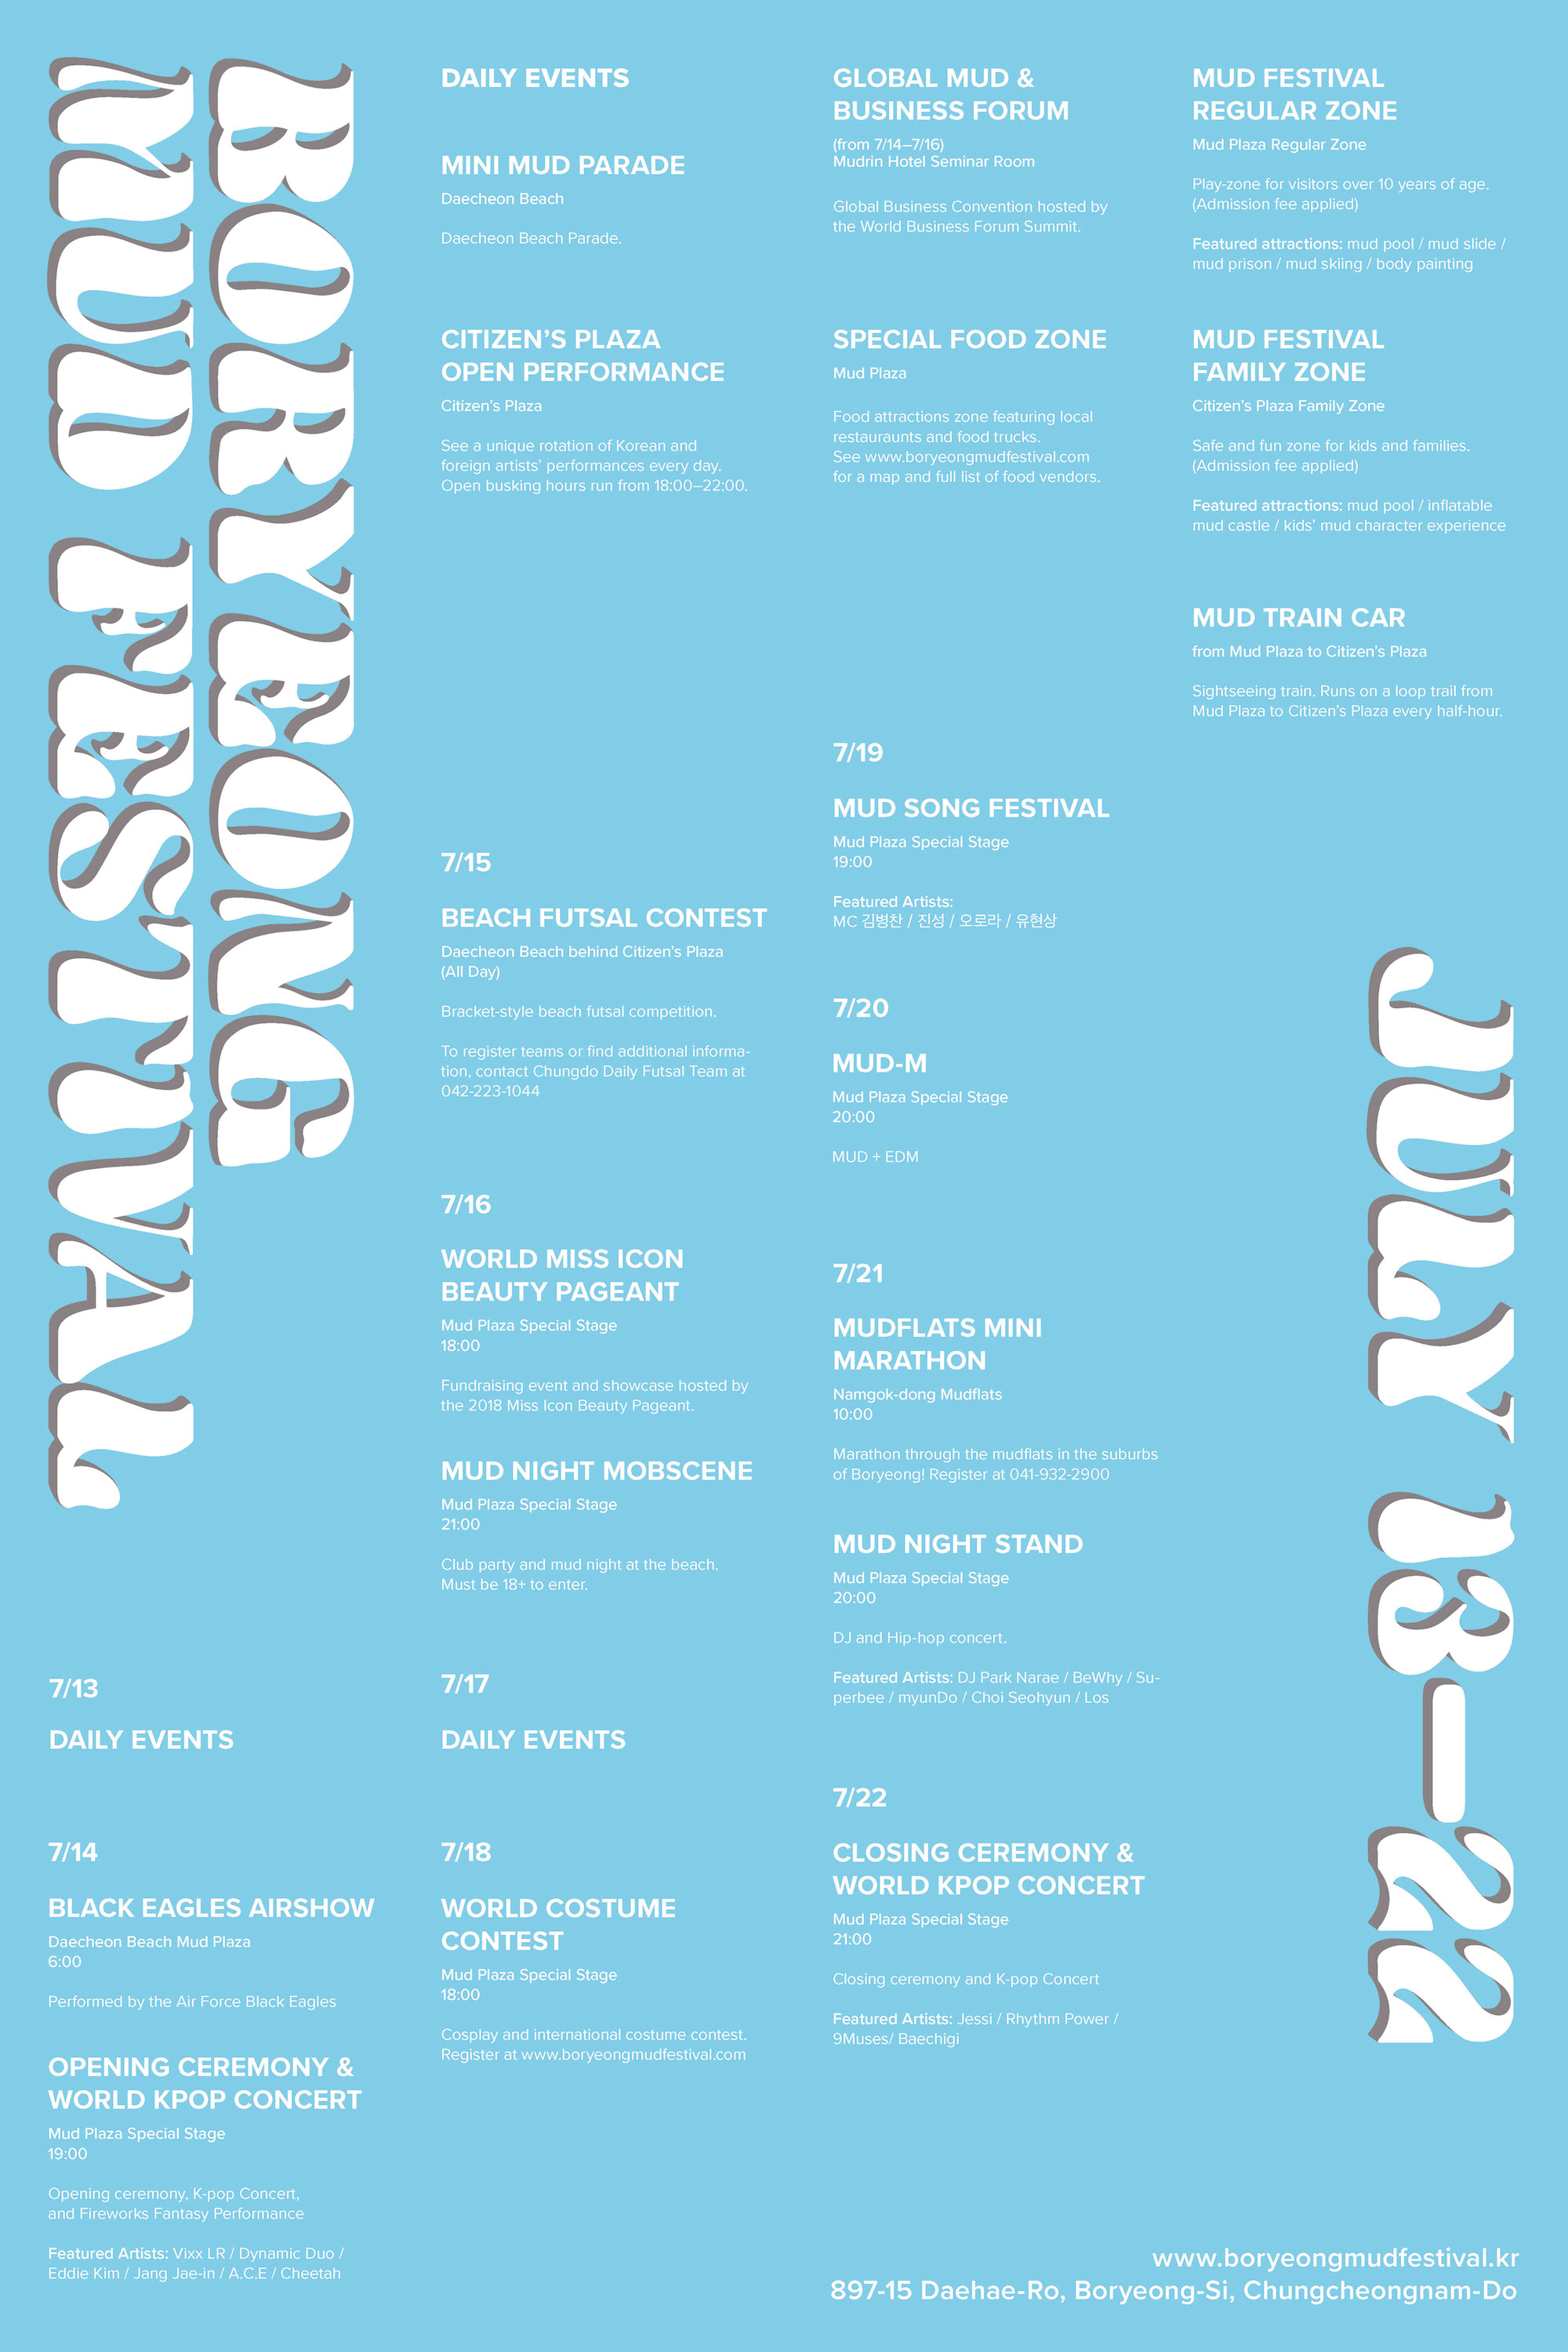 BORYEONG
MUD FESTIVAL
DAILY EVENTS
MINI MUD PARADE
Daecheon Beach
Daecheon Beach Parade.
CITIZEN’S PLAZA
OPEN PERFORMANCE
Citizen’s Plaza
See a unique rotation of Korean and
foreign artists’ performances every day.
Open busking hours run from 18:00–22:00.
GLOBAL MUD &
BUSINESS FORUM
(from 7/14–7/16)
Mudrin Hotel Seminar Room
Global Business Convention hosted by
the World Business Forum Summit.
SPECIAL FOOD ZONE
Mud Plaza
Food attractions zone featuring local
restauraunts and food trucks.
See www.boryeongmudfestival.com
for a map and full list of food vendors.
MUD FESTIVAL
REGULAR ZONE
Mud Plaza Regular Zone
Play-zone for visitors over 10 years of age.
(Admission fee applied)
Featured attractions: mud pool / mud slide /
mud prison / mud skiing / body painting
MUD FESTIVAL
FAMILY ZONE
Citizen’s Plaza Family Zone
Safe and fun zone for kids and families.
(Admission fee applied)
Featured attractions: mud pool / inflatable
mud castle / kids’ mud character experience
MUD TRAIN CAR
from Mud Plaza to Citizen’s Plaza
Sightseeing train. Runs on a loop trail from
Mud Plaza to Citizen’s Plaza every half-hour.
JULY 13–22
7/13
DAILY EVENTS
7/14
BLACK EAGLES AIRSHOW
Daecheon Beach Mud Plaza
6:00
Performed by the Air Force Black Eagles
OPENING CEREMONY &
WORLD KPOP CONCERT
Mud Plaza Special Stage
19:00
Opening ceremony, K-pop Concert,
and Fireworks Fantasy Performance
Featured Artists: Vixx LR / Dynamic Duo /
Eddie Kim / Jang Jae-in / A.C.E / Cheetah
7/15
BEACH FUTSAL CONTEST
Daecheon Beach behind Citizen’s Plaza
(All Day)
Bracket-style beach futsal competition.
To register teams or find additional informa-
tion, contact Chungdo Daily Futsal Team at
042-223-1044
7/16
WORLD MISS ICON
BEAUTY PAGEANT
Mud Plaza Special Stage
18:00
Fundraising event and showcase hosted by
the 2018 Miss Icon Beauty Pageant.
MUD NIGHT MOBSCENE
Mud Plaza Special Stage
21:00
Club party and mud night at the beach.
Must be 18+ to enter.
7/17
DAILY EVENTS
7/18
WORLD COSTUME
CONTEST
Mud Plaza Special Stage
18:00
Cosplay and international costume contest.
Register at www.boryeongmudfestival.com
7/19
MUD SONG FESTIVAL
Mud Plaza Special Stage
19:00
Featured Artists:
MC 김병찬 / 진성 / 오로라 / 유현상
7/20
MUD-M
Mud Plaza Special Stage
20:00
MUD + EDM
7/21
MUDFLATS MINI
MARATHON
Namgok-dong Mudflats
10:00
Marathon through the mudflats in the suburbs
of Boryeong! Register at 041-932-2900
MUD NIGHT STAND
Mud Plaza Special Stage
20:00
DJ and Hip-hop concert.
Featured Artists: DJ Park Narae / BeWhy / Su-
perbee / myunDo / Choi Seohyun / Los
7/22
CLOSING CEREMONY &
WORLD KPOP CONCERT
Mud Plaza Special Stage
21:00
Closing ceremony and K-pop Concert
Featured Artists: Jessi / Rhythm Power /
9Muses/ Baechigi
www.boryeongmudfestival.kr
897-15 Daehae-Ro, Boryeong-Si, Chungcheongnam-Do